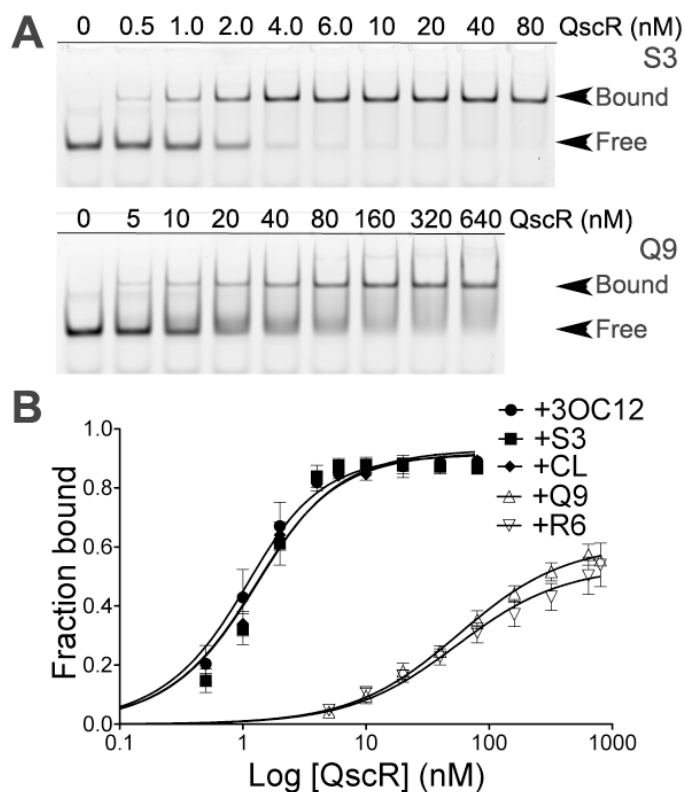 A
0 0.5 1.0 2.0 4.0 6.0 10 20 40 80 QscR (nM)
S3
Bound
Free
0 5 10 20 40 80 160 320 640 QscR (nM)
Q9
Bound
Free
B
+3OC12
+S3
+CL
+Q9
+R6
1.0
0.8
0.6
0.4
0.2
0.0
Fraction bound
0.1 1 10 100 1000
Log [QscR] (nM)